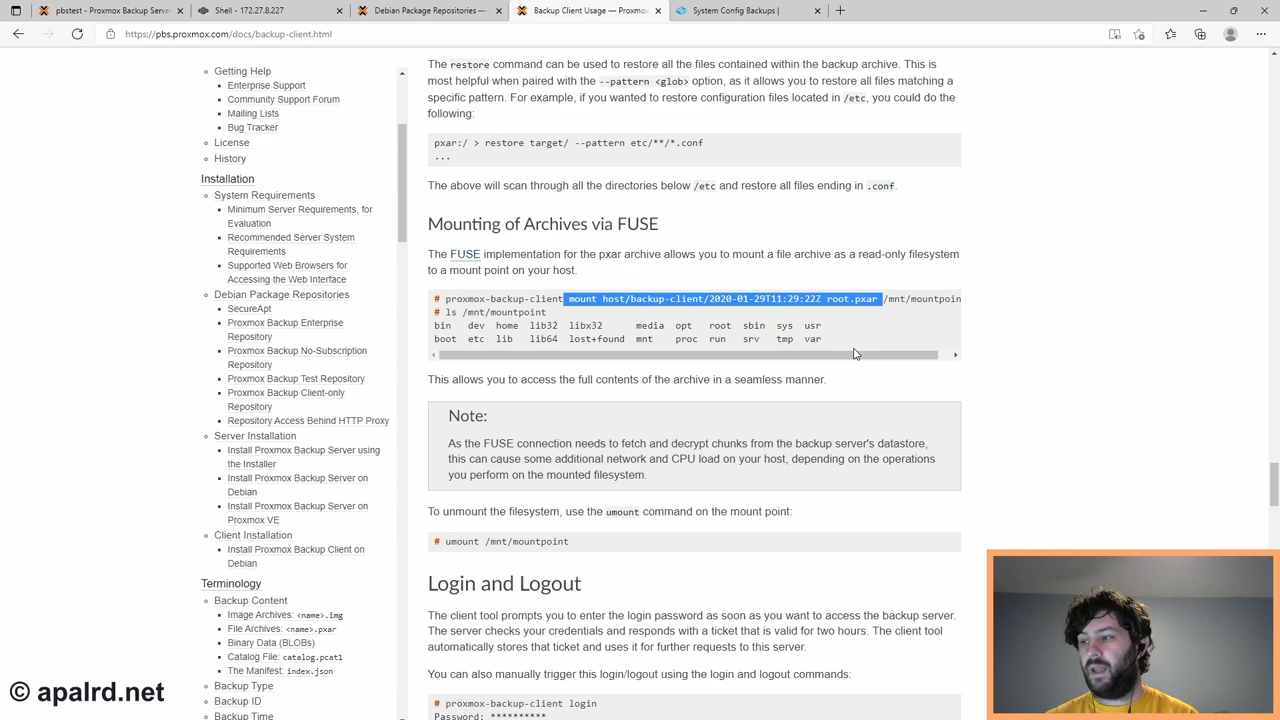 pbstest - Proxmox Backup Server
Shell - 172.27.8.227
Debian Package Repositories —
Backup Client Usage — Proxmox
System Config Backups |
https://pbs.proxmox.com/docs/backup-client.html
Getting Help
Enterprise Support
Community Support Forum
Mailing Lists
Bug Tracker
License
History
Installation
System Requirements
Minimum Server Requirements, for
Evaluation
Recommended Server System
Requirements
Supported Web Browsers for
Accessing the Web Interface
Debian Package Repositories
SecureApt
Proxmox Backup Enterprise
Repository
Proxmox Backup No-Subscription
Repository
Proxmox Backup Test Repository
Proxmox Backup Client-only
Repository
Repository Access Behind HTTP Proxy
Server Installation
Install Proxmox Backup Server using
the Installer
Install Proxmox Backup Server on
Debian
Install Proxmox Backup Server on
Proxmox VE
Client Installation
Install Proxmox Backup Client on
Debian
Terminology
Backup Content
Image Archives: <name>.img
File Archives: <name>.pxar
Binary Data (BLOBs)
Catalog File: catalog.pcat1
The Manifest: index.json
Backup Type
Backup ID
Backup Time
The restore command can be used to restore all the files contained within the backup archive. This is
most helpful when paired with the --pattern <glob> option, as it allows you to restore all files matching a
specific pattern. For example, if you wanted to restore configuration files located in /etc, you could do the
following:
pxar:/ > restore target/ --pattern etc/**/*.conf
...
The above will scan through all the directories below /etc and restore all files ending in .conf.
Mounting of Archives via FUSE
The FUSE implementation for the pxar archive allows you to mount a file archive as a read-only filesystem
to a mount point on your host.
# proxmox-backup-client mount host/backup-client/2020-01-29T11:29:22Z root.pxar /mnt/mountpoin
# ls /mnt/mountpoint
bin dev home lib32 libx32 media opt root sbin sys usr
boot etc lib lib64 lost+found mnt proc run srv tmp var
This allows you to access the full contents of the archive in a seamless manner.
Note:
As the FUSE connection needs to fetch and decrypt chunks from the backup server's datastore,
this can cause some additional network and CPU load on your host, depending on the operations
you perform on the mounted filesystem.
To unmount the filesystem, use the umount command on the mount point:
# umount /mnt/mountpoint
Login and Logout
The client tool prompts you to enter the login password as soon as you want to access the backup server.
The server checks your credentials and responds with a ticket that is valid for two hours. The client tool
automatically stores that ticket and uses it for further requests to this server.
You can also manually trigger this login/logout using the login and logout commands:
# proxmox-backup-client login
Password: **********
© apalrd.net